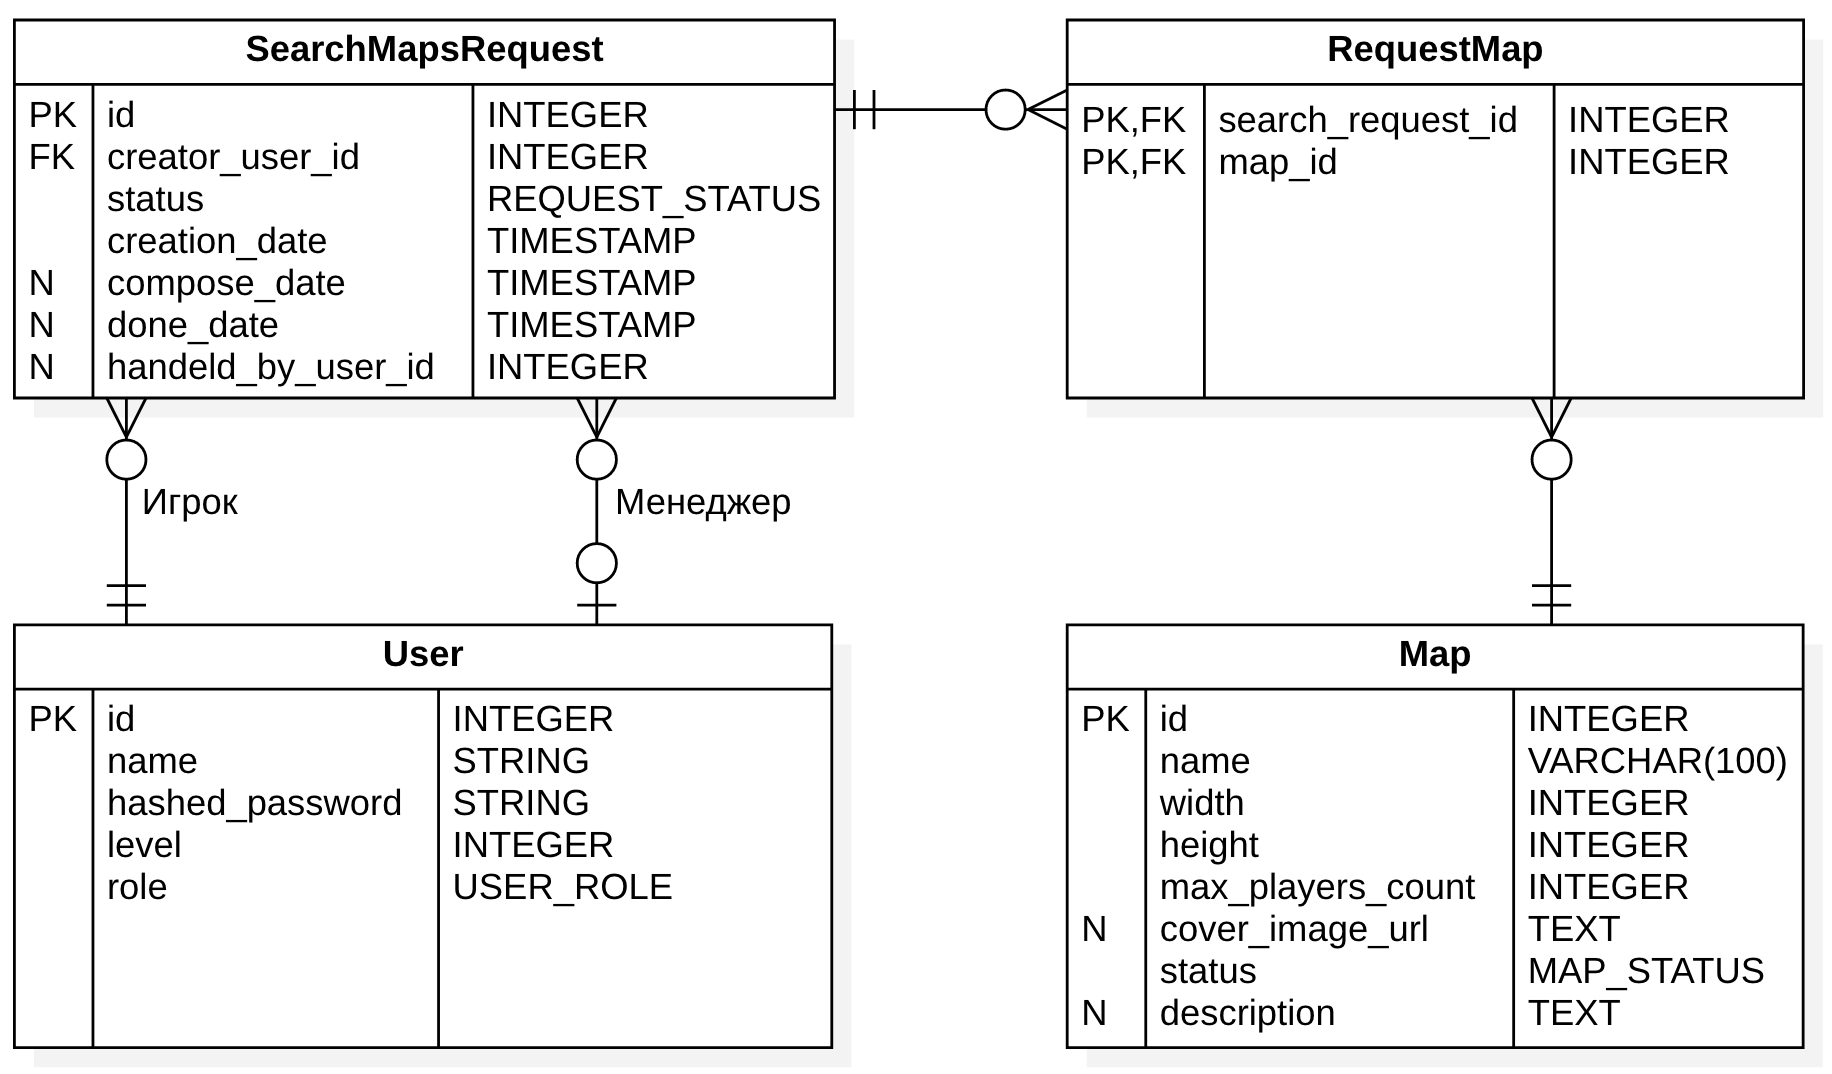 SearchMapsRequest
PK id INTEGER
FK creator_user_id INTEGER
status REQUEST_STATUS
creation_date TIMESTAMP
N compose_date TIMESTAMP
N done_date TIMESTAMP
N handeld_by_user_id INTEGER
RequestMap
PK,FK search_request_id INTEGER
PK,FK map_id INTEGER
Игрок
Менеджер
User
PK id INTEGER
name STRING
hashed_password STRING
level INTEGER
role USER_ROLE
Map
PK id INTEGER
name VARCHAR(100)
width INTEGER
height INTEGER
max_players_count INTEGER
N cover_image_url TEXT
status MAP_STATUS
N description TEXT